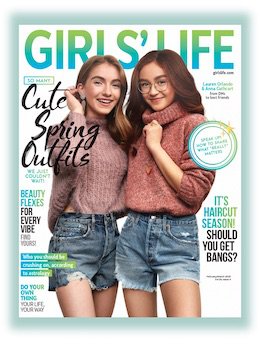 GIRLS' LIFE
girlslife.com
SO MANY
Cute
Spring
Outfits
WE JUST
COULDN'T
WAIT!
Lauren Orlando
& Anna Cathcart
from DMs
to best friends
SPEAK UP!
HOW TO SHARE
WHAT *REALLY*
MATTERS
BEAUTY
FLEXES
FOR
EVERY
VIBE
FIND
YOURS!
Who you should be
crushing on, according
to astrology
DO YOUR
OWN THING
YOUR LIFE,
YOUR WAY
IT'S
HAIRCUT
SEASON!
SHOULD
YOU GET
BANGS?